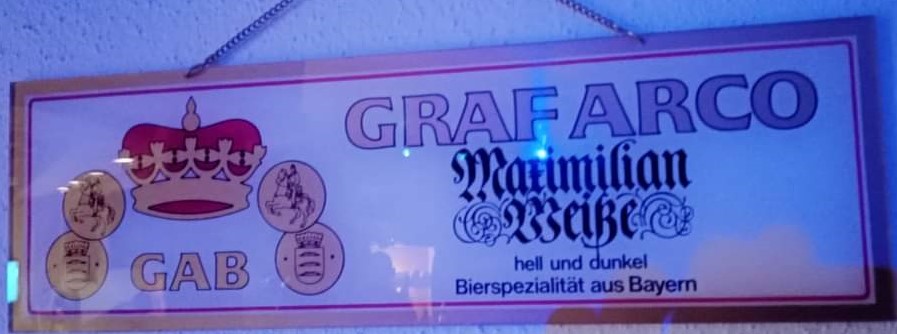 GRAF ARCO
Maximilian
Weiße
hell und dunkel
Bierspezialität aus Bayern
GAB